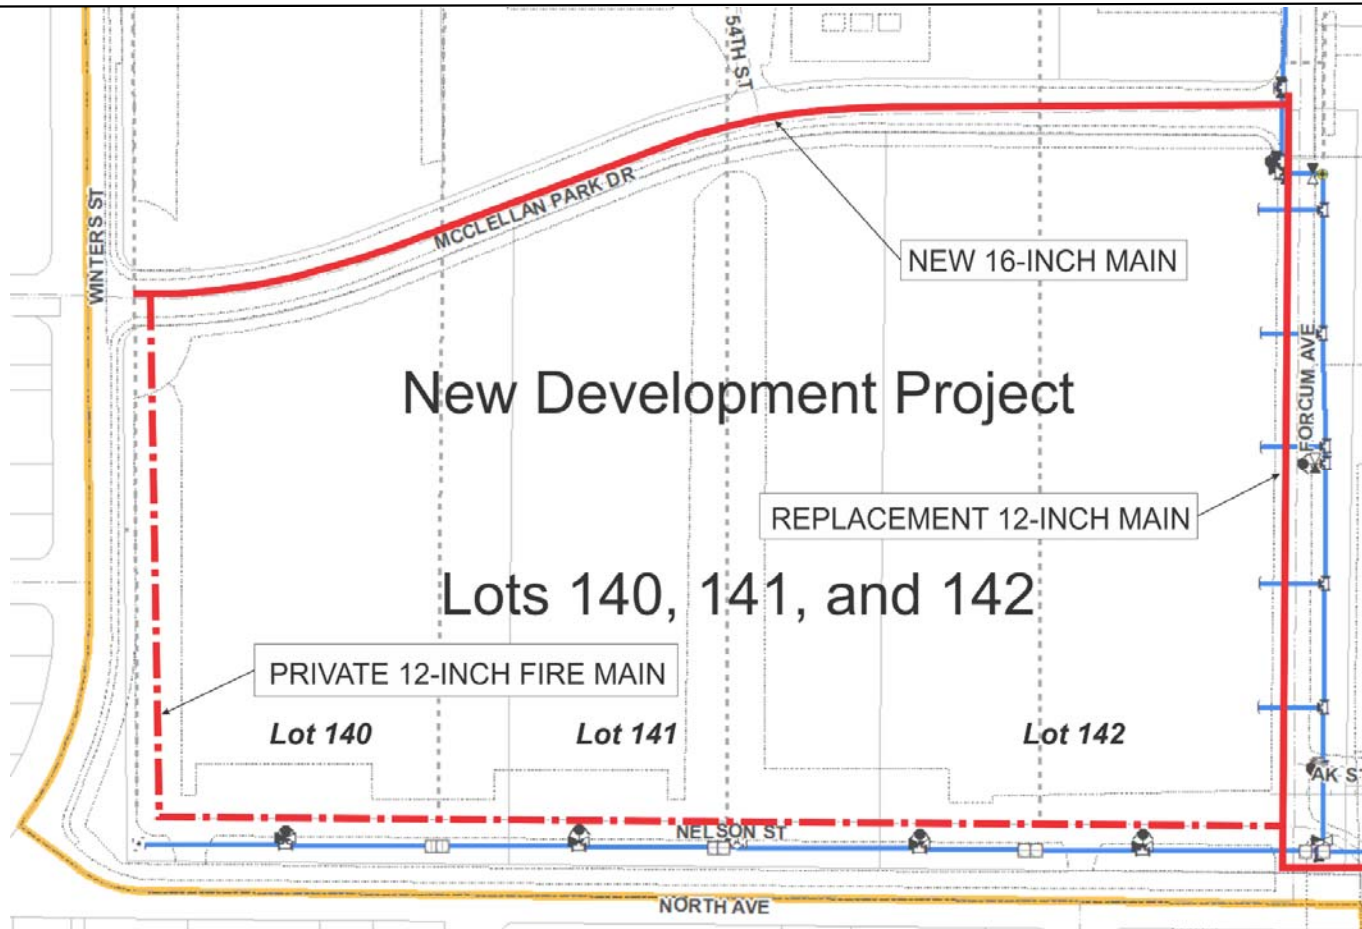 54TH ST
WINTERS ST
MCCLELLAN PARK DR
NEW 16-INCH MAIN
FORCUM AVE
New Development Project
REPLACEMENT 12-INCH MAIN
Lots 140, 141, and 142
PRIVATE 12-INCH FIRE MAIN
Lot 140
Lot 141
Lot 142
AK ST
NELSON ST
NORTH AVE